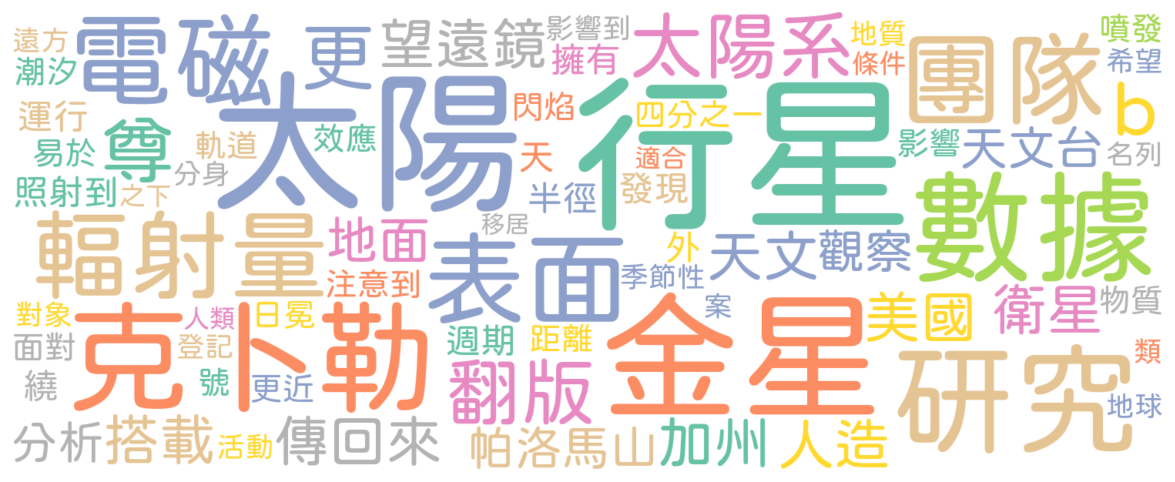 遠方
電磁
更
望遠鏡
影響到
太陽系
地質
噴發
潮汐
擁有
條件
團隊
希望
太陽
行星
運行
尊
效應
閃焰
四分之一
b
易於
軌道
天
適合
影響
天文台
名列
照射到
之下
分身
半徑
發現
數據
輻射量
地面
移居
表面
外
天文
觀察
注意到
季節性
對象
人類
日冕
克卜勒
金星
案
美國
衛星
物質
面對
登記
週期
距離
類
繞
號
更近
翻版
研究
地球
分析
搭載
活動
傳回來
帕洛馬山
加州
人造